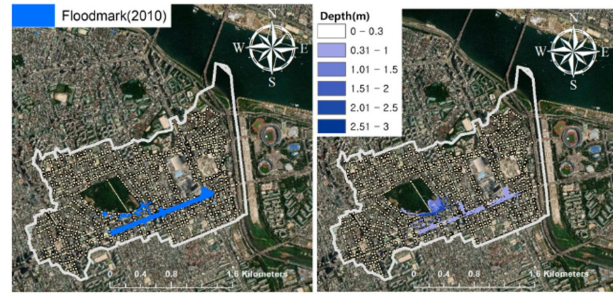 Floodmark(2010)
N
W E
S
0 0.4 0.8 1.6 Kilometers
Depth(m)
0 - 0.3
0.31 - 1
1.01 - 1.5
1.51 - 2
2.01 - 2.5
2.51 - 3
N
W E
S
0 0.4 0.8 1.6 Kilometers